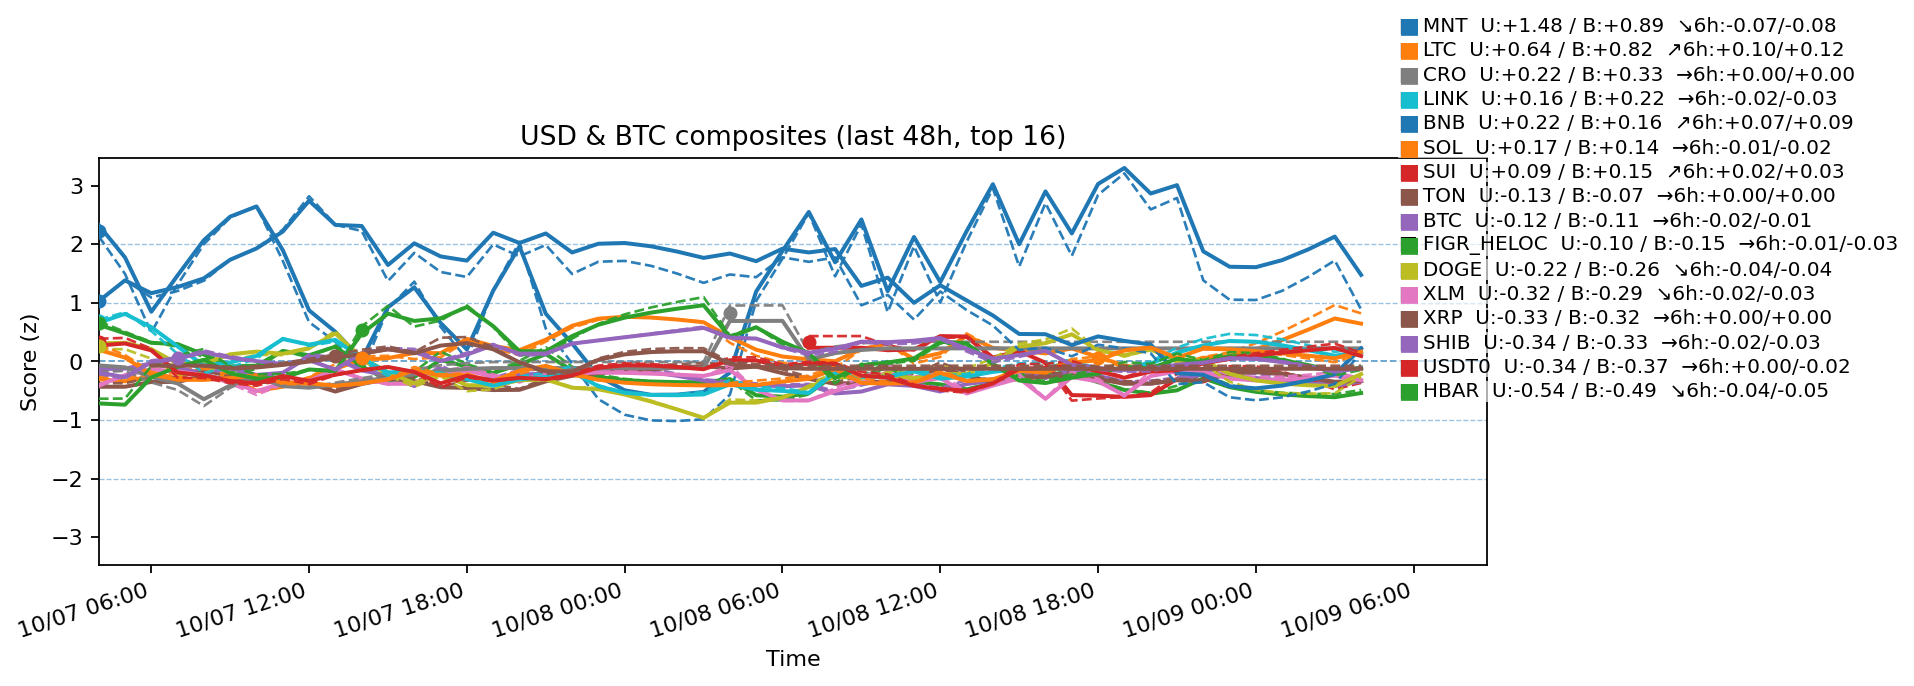 MNT U:+1.48 / B:+0.89 ↘6h:-0.07/-0.08
LTC U:+0.64 / B:+0.82 ↗6h:+0.10/+0.12
CRO U:+0.22 / B:+0.33 →6h:+0.00/+0.00
LINK U:+0.16 / B:+0.22 →6h:-0.02/-0.03
BNB U:+0.22 / B:+0.16 ↗6h:+0.07/+0.09
SOL U:+0.17 / B:+0.14 →6h:-0.01/-0.02
SUI U:+0.09 / B:+0.15 ↗6h:+0.02/+0.03
TON U:-0.13 / B:-0.07 →6h:+0.00/+0.00
BTC U:-0.12 / B:-0.11 →6h:-0.02/-0.01
FIGR_HELOC U:-0.10 / B:-0.15 →6h:-0.01/-0.03
DOGE U:-0.22 / B:-0.26 ↘6h:-0.04/-0.04
XLM U:-0.32 / B:-0.29 ↘6h:-0.02/-0.03
XRP U:-0.33 / B:-0.32 →6h:+0.00/+0.00
SHIB U:-0.34 / B:-0.33 →6h:-0.02/-0.03
USDT0 U:-0.34 / B:-0.37 →6h:+0.00/-0.02
HBAR U:-0.54 / B:-0.49 ↘6h:-0.04/-0.05
USD & BTC composites (last 48h, top 16)
Score (z)
3
2
1
0
−1
−2
−3
10/07 06:00
10/07 12:00
10/07 18:00
10/08 00:00
10/08 06:00
10/08 12:00
10/08 18:00
10/09 00:00
10/09 06:00
Time